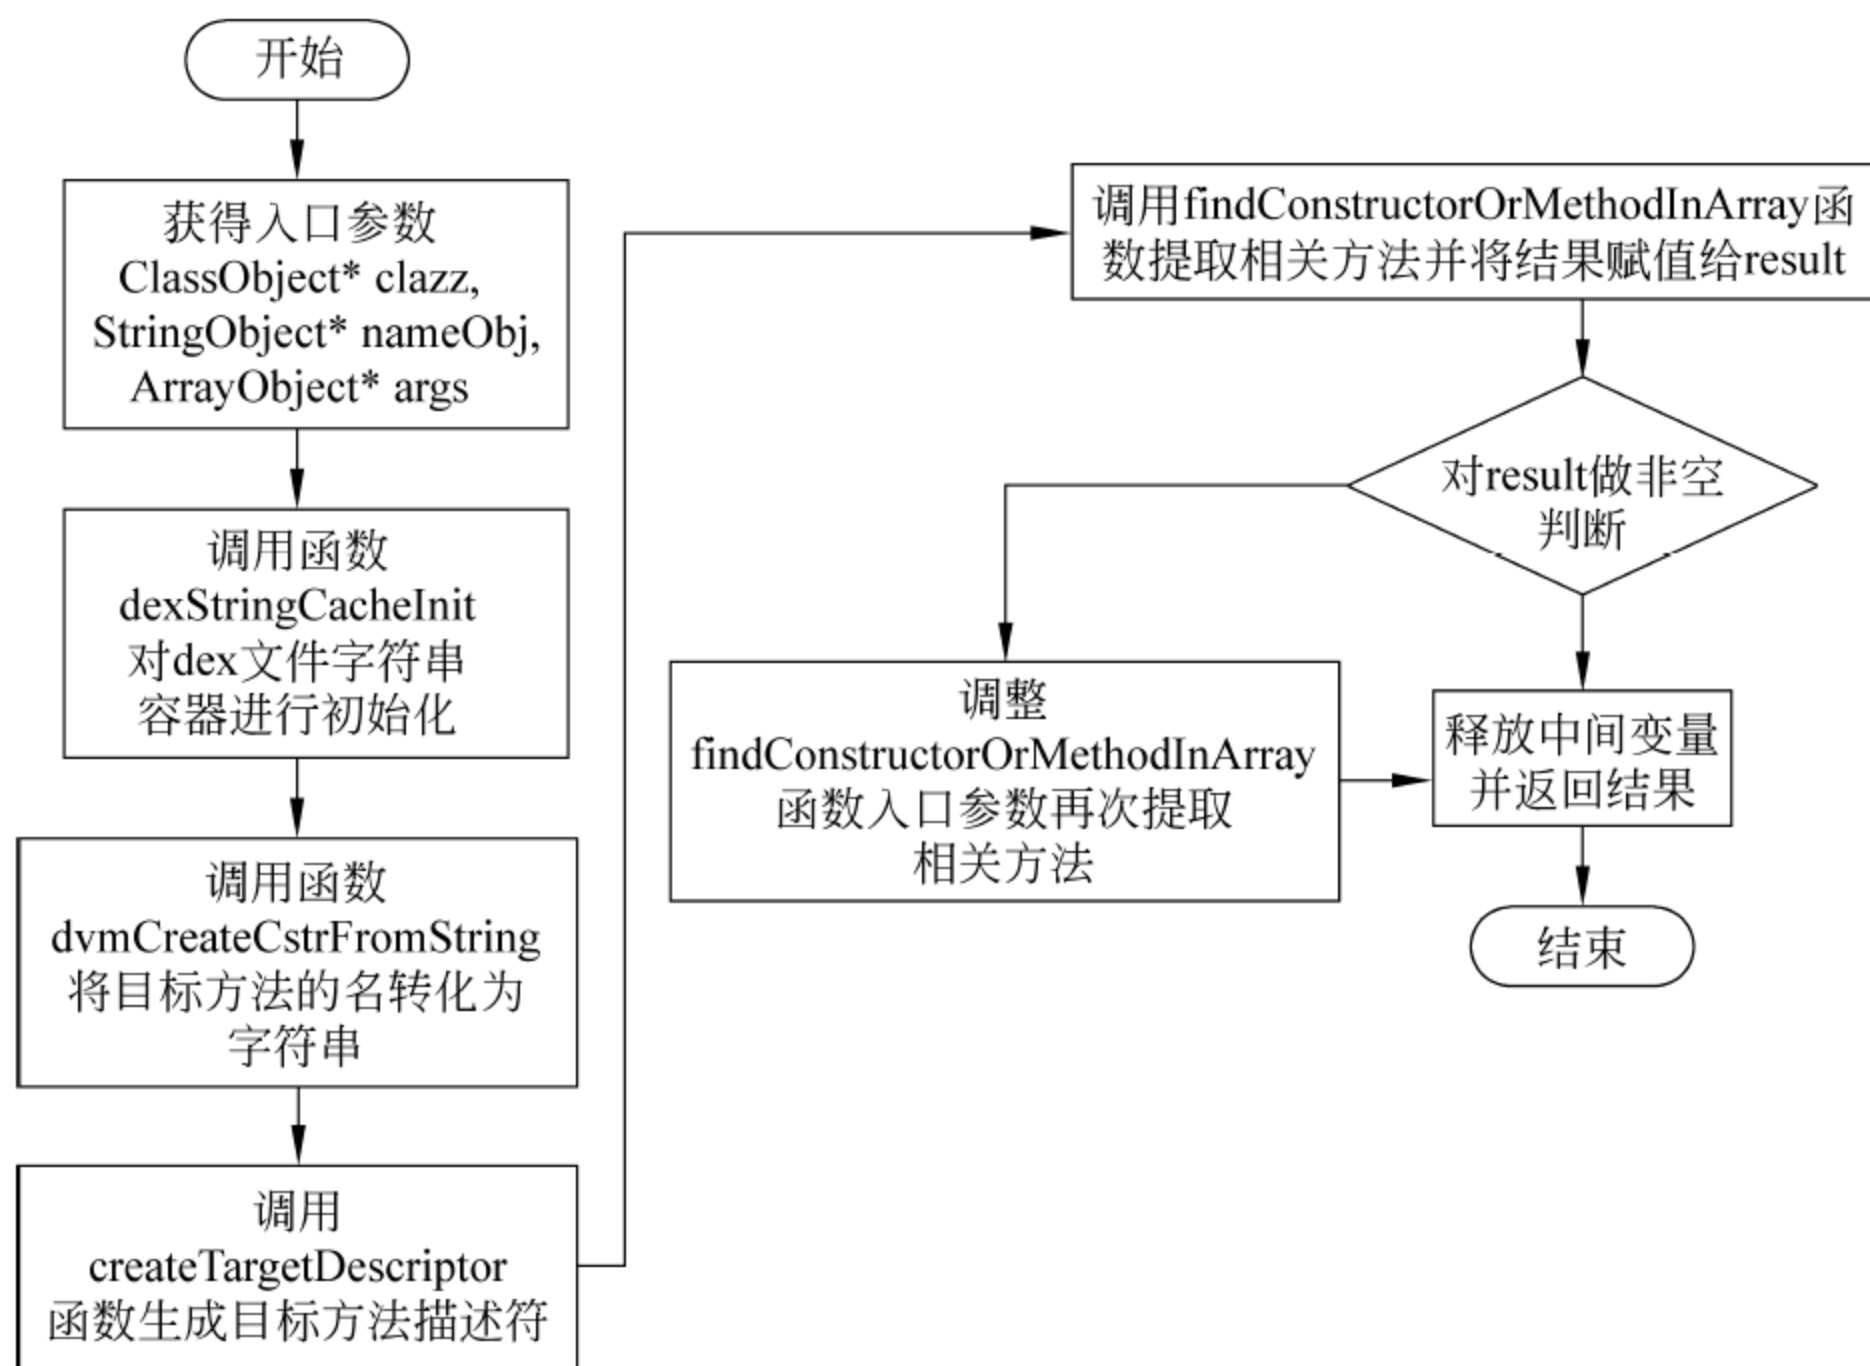 开始
获得入口参数
ClassObject* clazz,
StringObject* nameObj,
ArrayObject* args
调用函数
dexStringCacheInit
对dex文件字符串
容器进行初始化
调用函数
dvmCreateCstrFromString
将目标方法的名转化为
字符串
调用
createTargetDescriptor
函数生成目标方法描述符
调用findConstructorOrMethodInArray函
数提取相关方法并将结果赋值给result
对result做非空
判断
调整
findConstructorOrMethodInArray
函数入口参数再次提取
相关方法
释放中间变量
并返回结果
结束